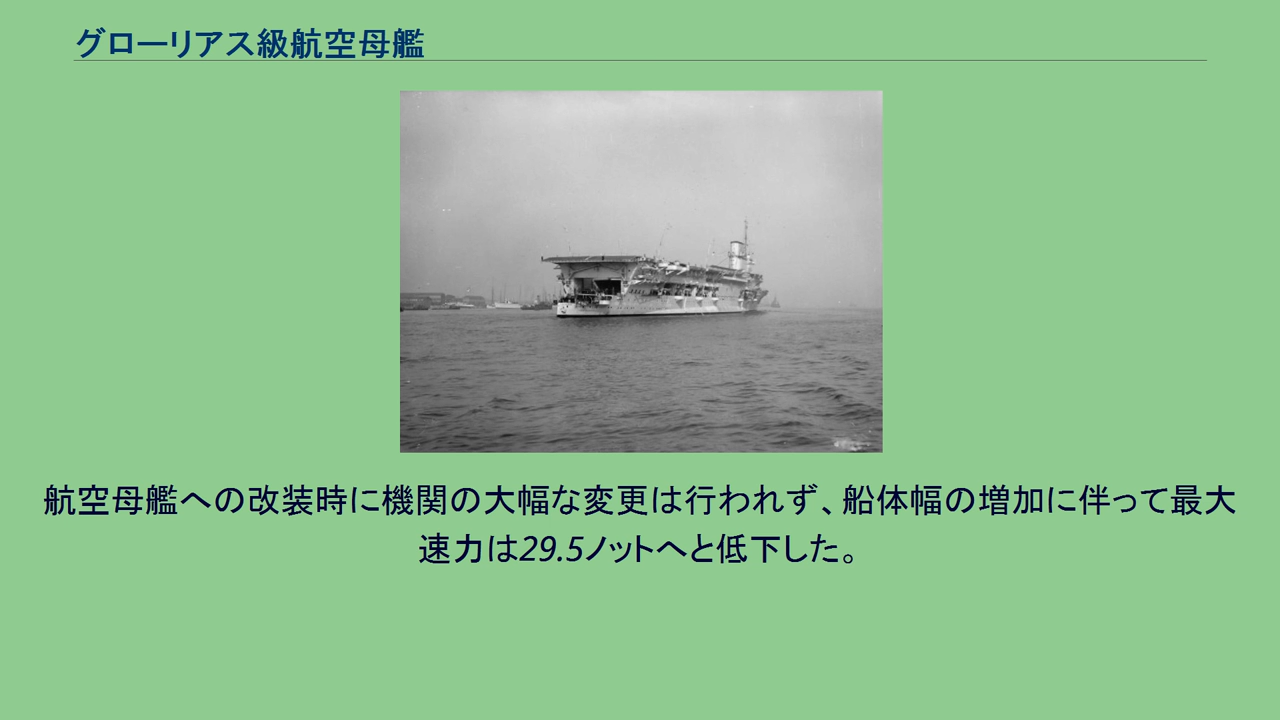 グローリアス級航空母艦
航空母艦への改装時に機関の大幅な変更は行われず、船体幅の増加に伴って最大
速力は29.5ノットへと低下した。